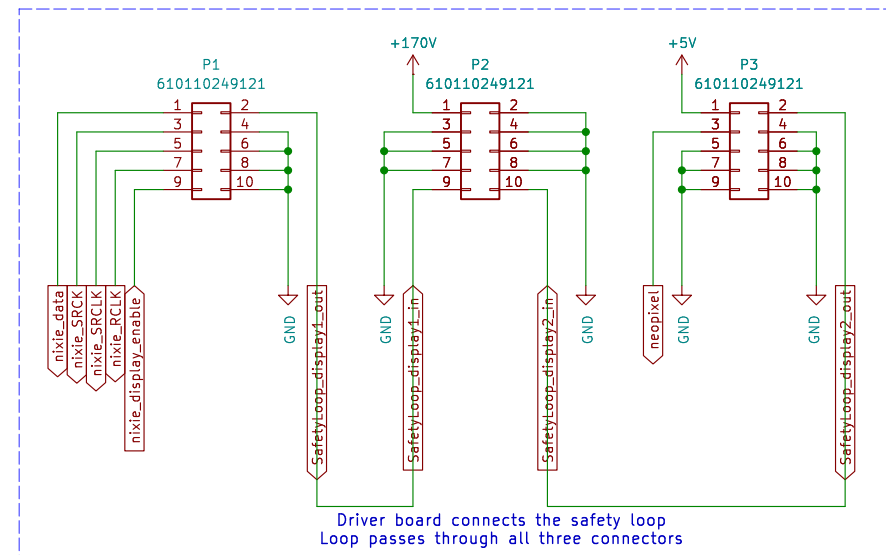 +170V
+5V
P1
P2
P3
610110249121
610110249121
610110249121
1 2
3 4
5 6
7 8
9 10
1 2
3 4
5 6
7 8
9 10
1 2
3 4
5 6
7 8
9 10
nixie_data
nixie_SRCK
nixie_SRCLK
nixie_RCLK
nixie_display_enable
GND
SafetyLoop_display1_out
GND
SafetyLoop_display1_in
SafetyLoop_display2_in
GND
neopixel
GND
GND
SafetyLoop_display2_out
Driver board connects the safety loop
Loop passes through all three connectors